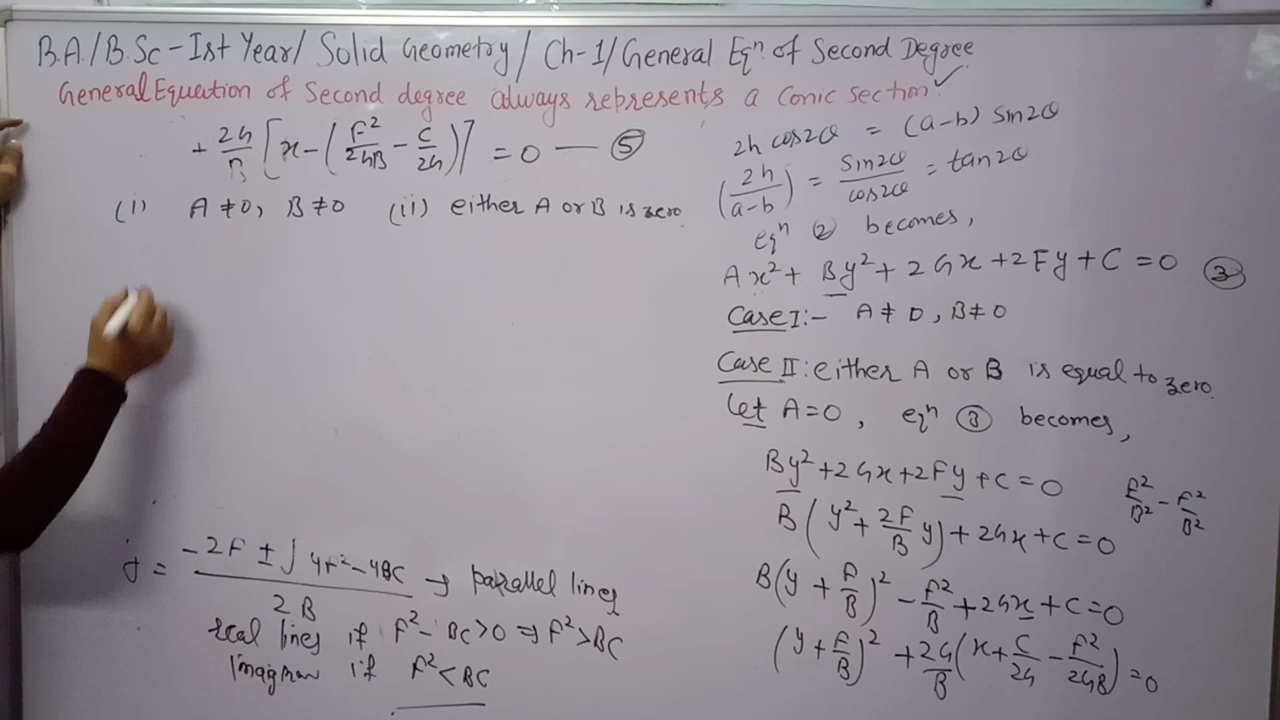 B.A./B.Sc - Ist Year/ Solid Geometry/ Ch-1/General Eqⁿ. of Second Degree
General Equation of Second degree always represents a Conic section. ✓
+ 2G/B [x - (F²/2GB - C/2G)] = 0 — ⑤
(i) A ≠ 0, B ≠ 0 (ii) either A or B is zero
y = (-2F ± √4F² - 4BC)/2B → parallel lines
real lines if F² - BC > 0 ⇒ F² > BC
if F² < BC
2h cos2θ = (a-b) sin2θ
(2h/a-b) = sin2θ/cos2θ = tan2θ
eqⁿ ② becomes,
Ax² + By² + 2Gx + 2Fy + C = 0 ③
Case I:- A ≠ 0, B ≠ 0
Case II: either A or B is equal to zero.
Let A = 0, eqⁿ ③ becomes,
By² + 2Gx + 2Fy + C = 0
F²/B² - F²/B²
B(y² + 2F/B y) + 2Gx + C = 0
B(y + F/B)² - F²/B + 2Gx + C = 0
(y + F/B)² + 2G/B (x + C/2G - F²/2GB) = 0